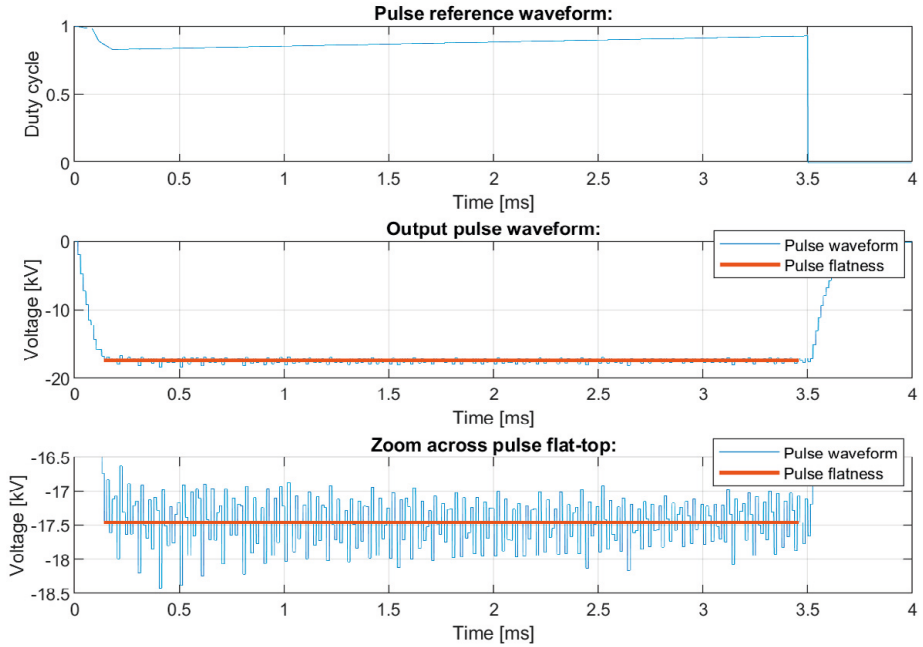 Pulse reference waveform:
1
0.5
0
Duty cycle
0 0.5 1 1.5 2 2.5 3 3.5 4
Time [ms]
Output pulse waveform:
0
-10
-20
Voltage [kV]
Pulse waveform
Pulse flatness
0 0.5 1 1.5 2 2.5 3 3.5 4
Time [ms]
Zoom across pulse flat-top:
-16.5
-17
-17.5
-18
-18.5
Voltage [kV]
Pulse waveform
Pulse flatness
0 0.5 1 1.5 2 2.5 3 3.5 4
Time [ms]